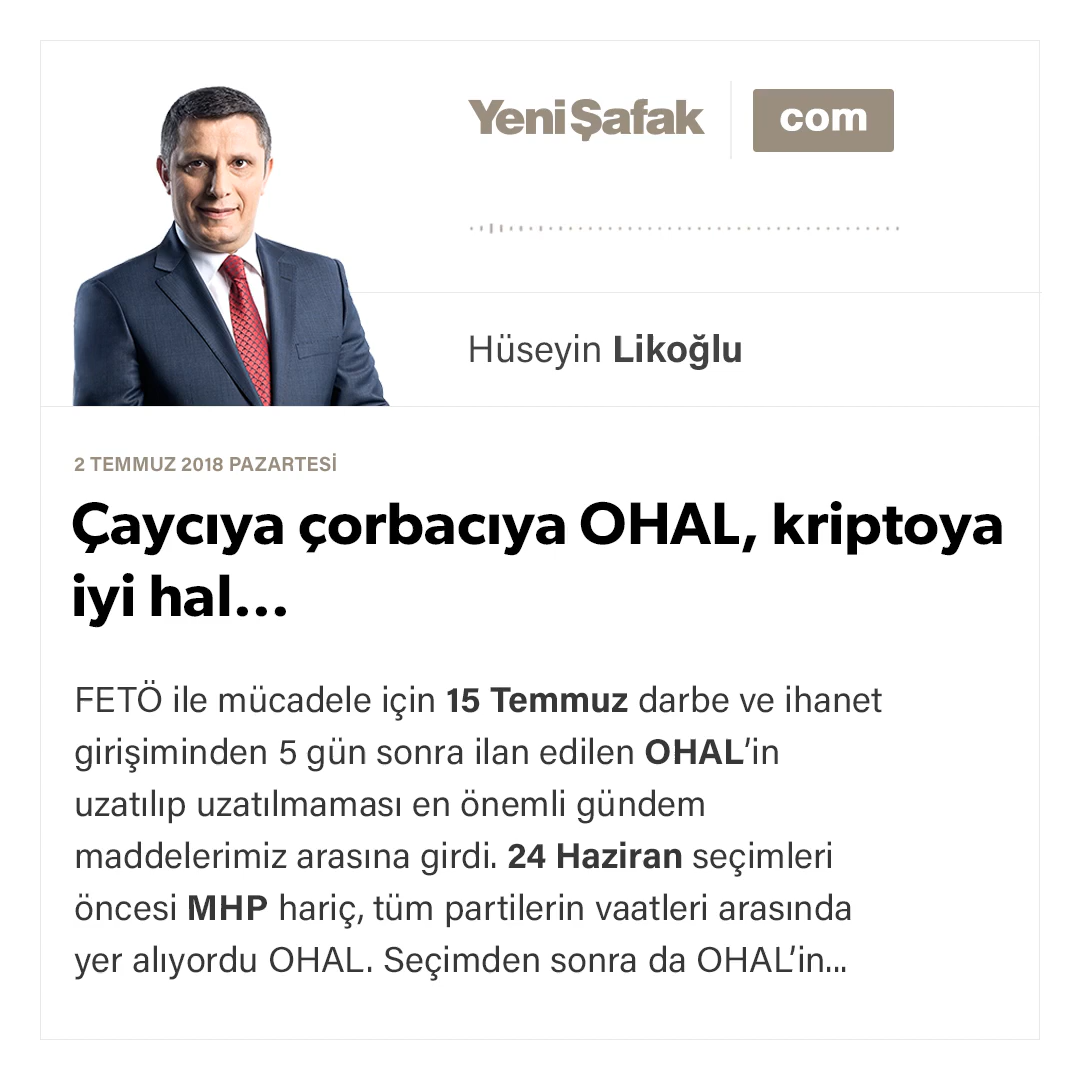 YeniŞafak com
Hüseyin Likoğlu
2 TEMMUZ 2018 PAZARTESİ
Çaycıya çorbacıya OHAL, kriptoya
iyi hal...
FETÖ ile mücadele için 15 Temmuz darbe ve ihanet
girişiminden 5 gün sonra ilan edilen OHAL’in
uzatılıp uzatılmaması en önemli gündem
maddelerimiz arasına girdi. 24 Haziran seçimleri
öncesi MHP hariç, tüm partilerin vaatleri arasında
yer alıyordu OHAL. Seçimden sonra da OHAL’in...